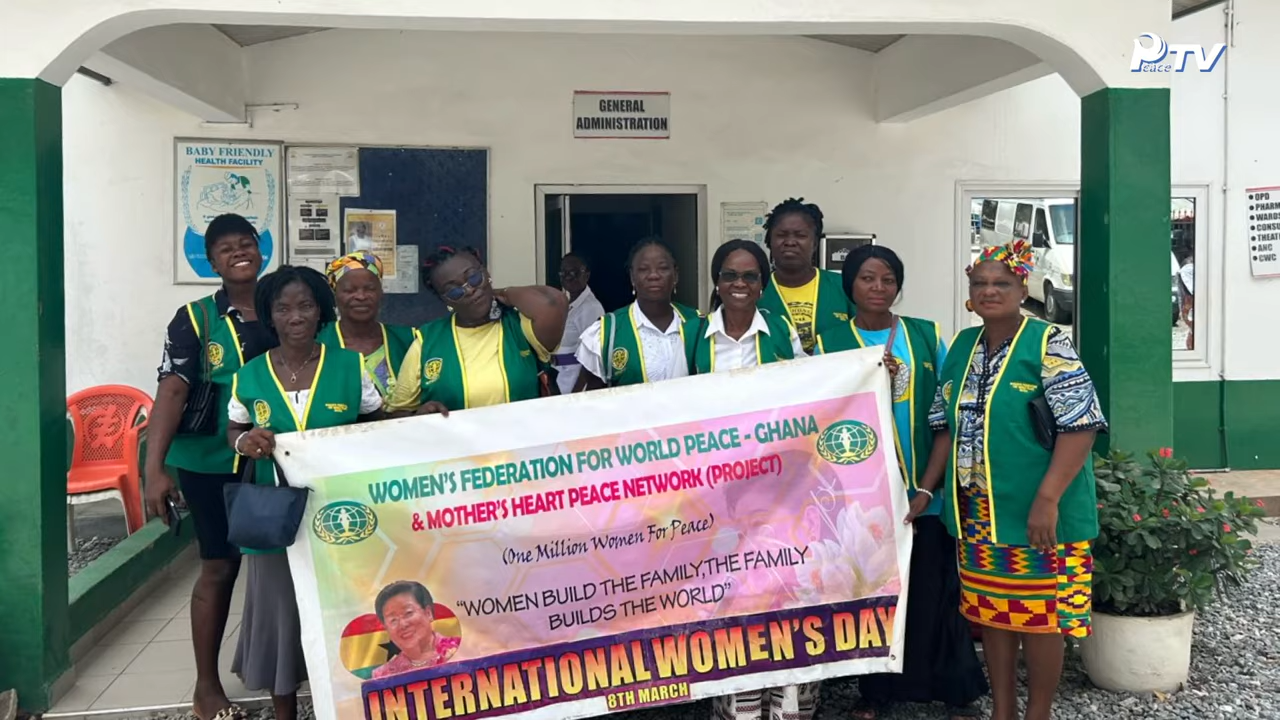 Peace TV
GENERAL
ADMINISTRATION
BABY FRIENDLY
HEALTH FACILITY
• OPD
WOMEN'S FEDERATION FOR WORLD PEACE - GHANA
& MOTHER'S HEART PEACE NETWORK (PROJECT)
(One Million Women For Peace)
"WOMEN BUILD THE FAMILY,THE FAMILY
BUILDS THE WORLD"
INTERNATIONAL WOMEN'S DAY
8TH MARCH